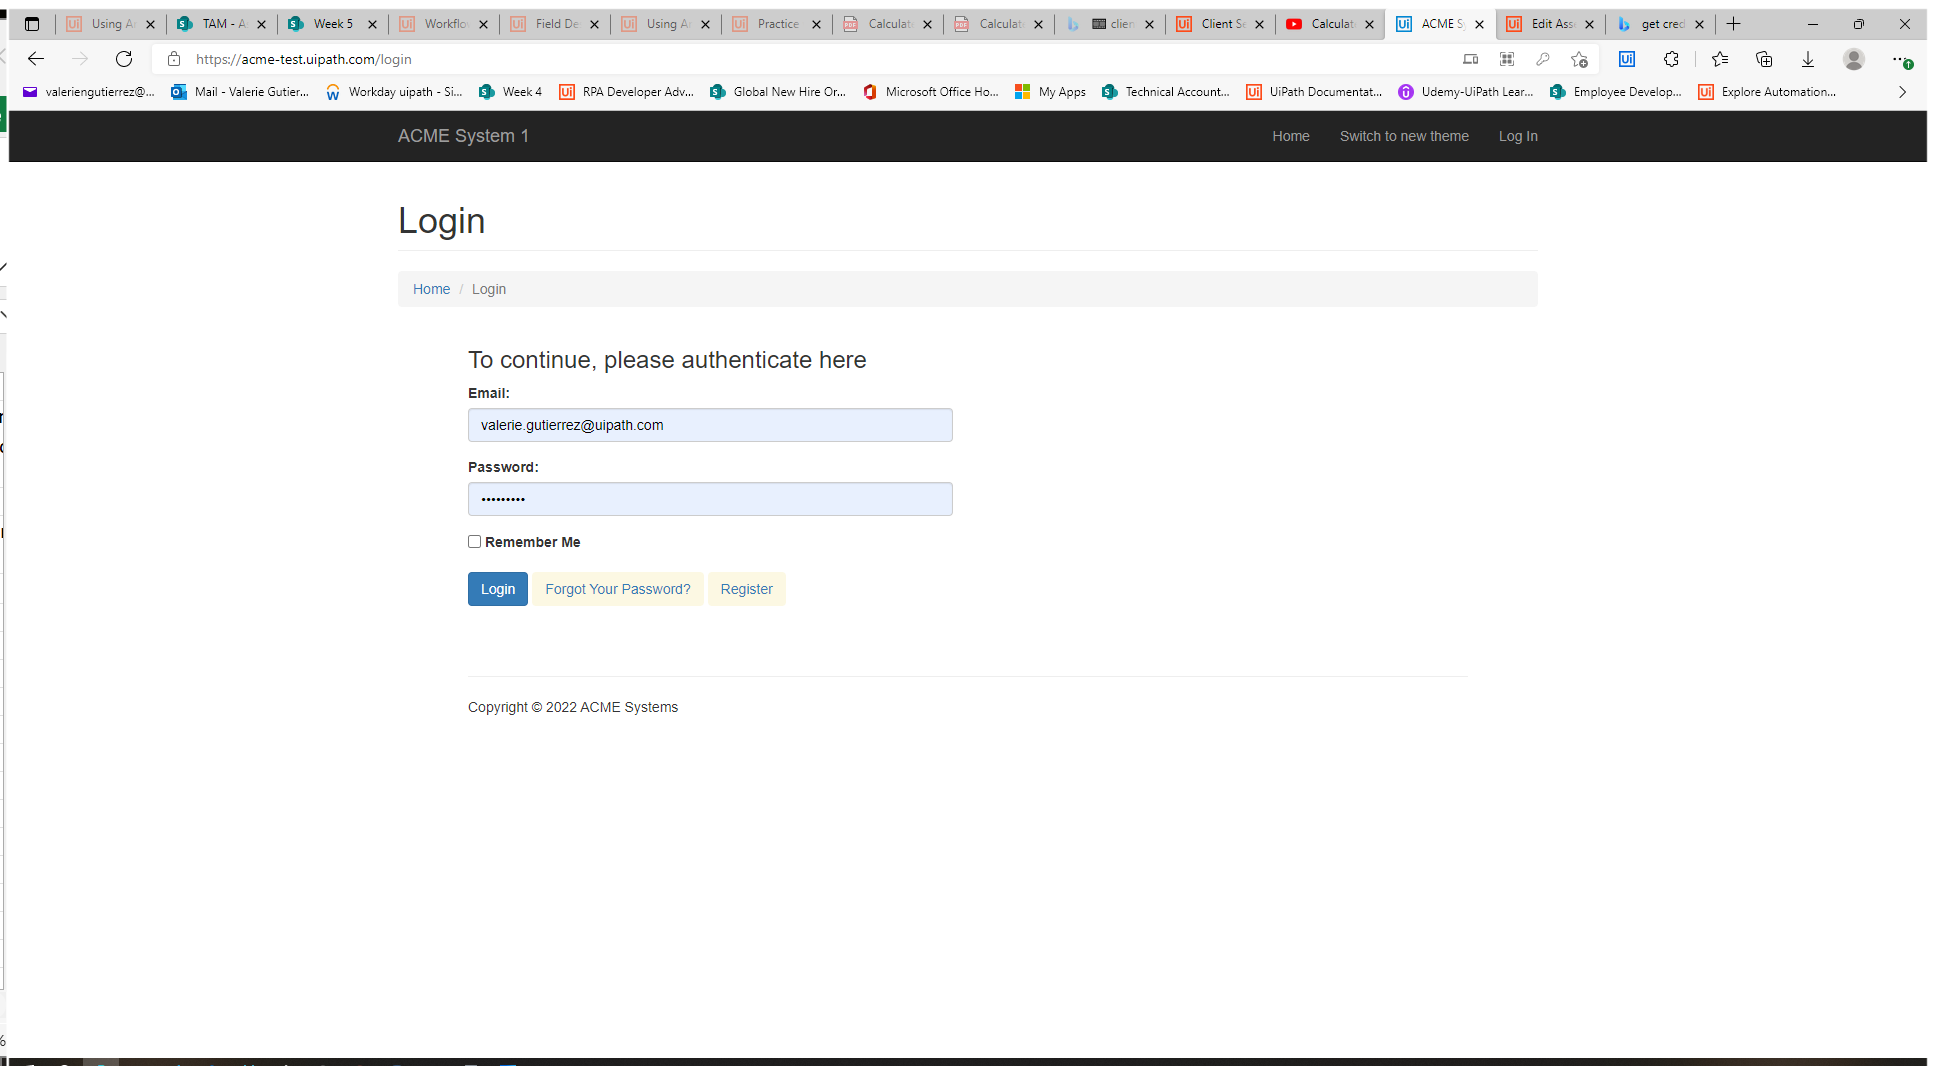 Using A
TAM - A
Week 5
Workflo
Field De
Using A
Practice
Calculat
Calculat
clien
Client Se
Calculat
ACME S
Edit Ass
get cred
https://acme-test.uipath.com/login
valeriengutierrez@...
Mail - Valerie Gutier...
Workday uipath - Si...
Week 4
RPA Developer Adv...
Global New Hire Or...
Microsoft Office Ho...
My Apps
Technical Account...
UiPath Documentat...
Udemy-UiPath Lear...
Employee Develop...
Explore Automation...
ACME System 1
Home
Switch to new theme
Log In
Login
Home / Login
To continue, please authenticate here
Email:
valerie.gutierrez@uipath.com
Password:
•••••••••
Remember Me
Login
Forgot Your Password?
Register
Copyright © 2022 ACME Systems